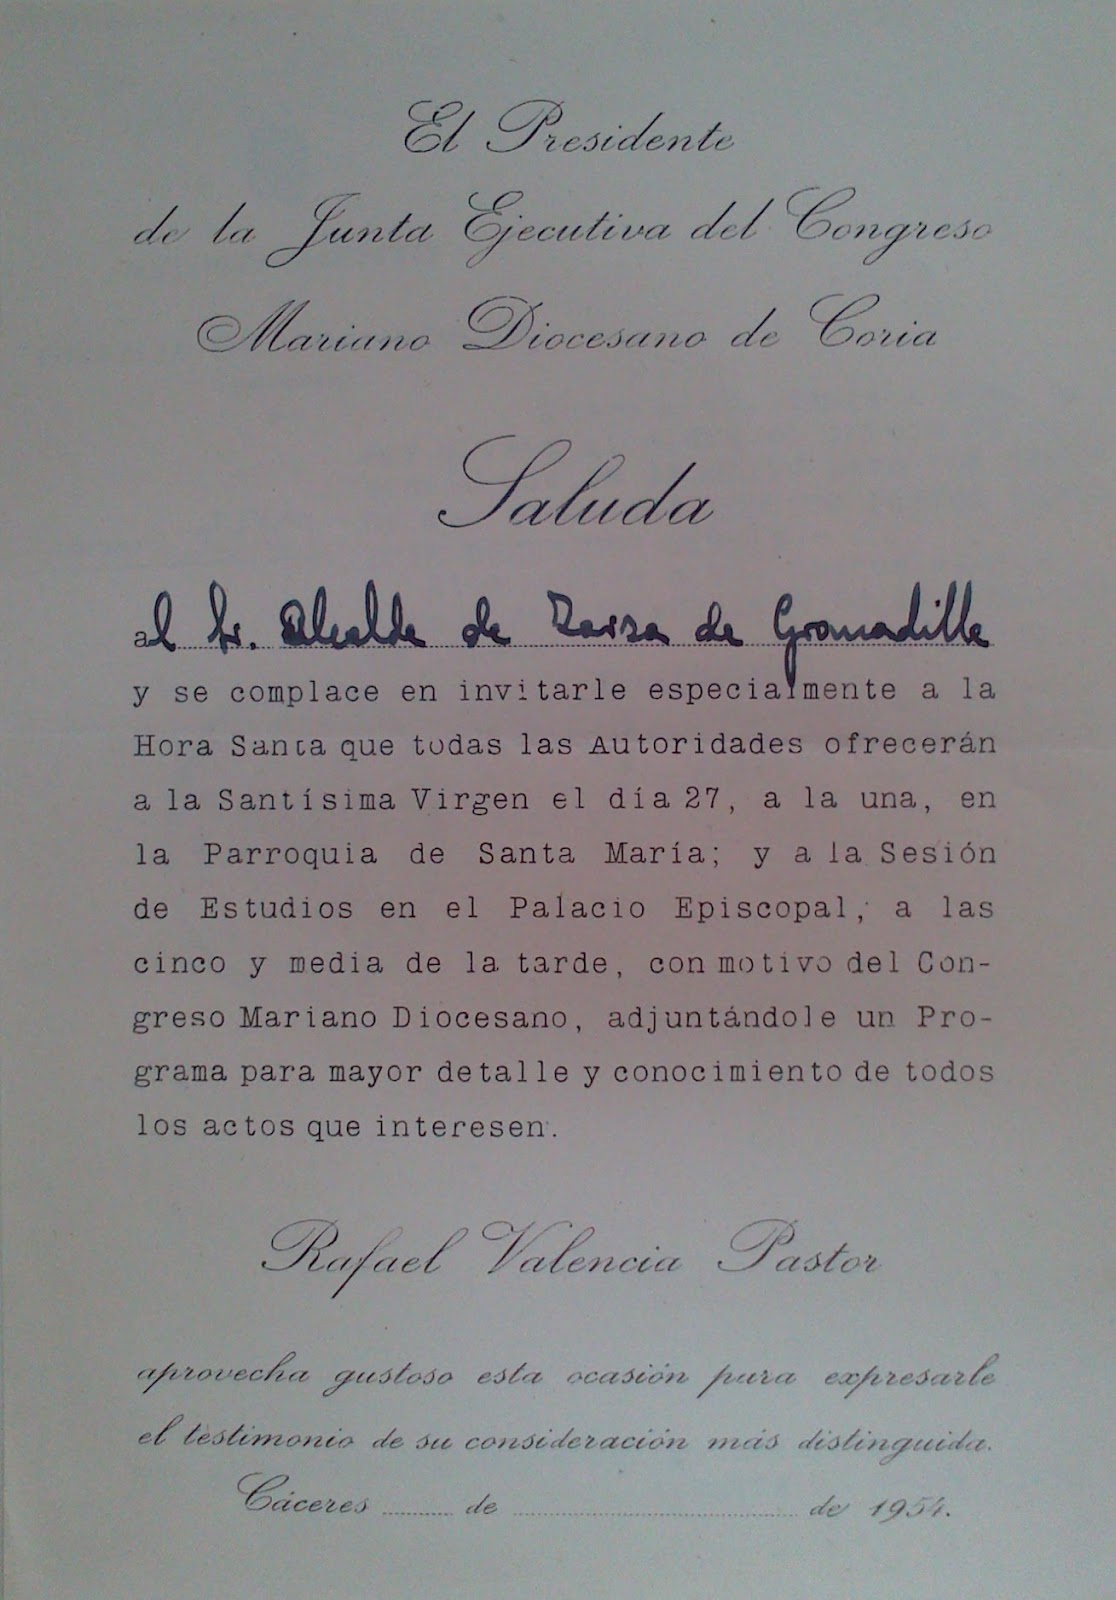 El Presidente
de la Junta Ejecutiva del Congreso
Mariano Diocesano de Coria
Saluda
al Sr. Alcalde de Zarza de Granadilla
y se complace en invitarle especialmente a la
Hora Santa que todas las Autoridades ofrecerán
a la Santísima Virgen el día 27, a la una, en
la Parroquia de Santa María; y a la Sesión
de Estudios en el Palacio Episcopal, a las
cinco y media de la tarde, con motivo del Con-
greso Mariano Diocesano, adjuntándole un Pro-
grama para mayor detalle y conocimiento de todos
los actos que interesen.
Rafael Valencia Pastor
aprovecha gustoso esta ocasión para expresarle
el testimonio de su consideración más distinguida.
Cáceres ........ de ........................ de 1954.